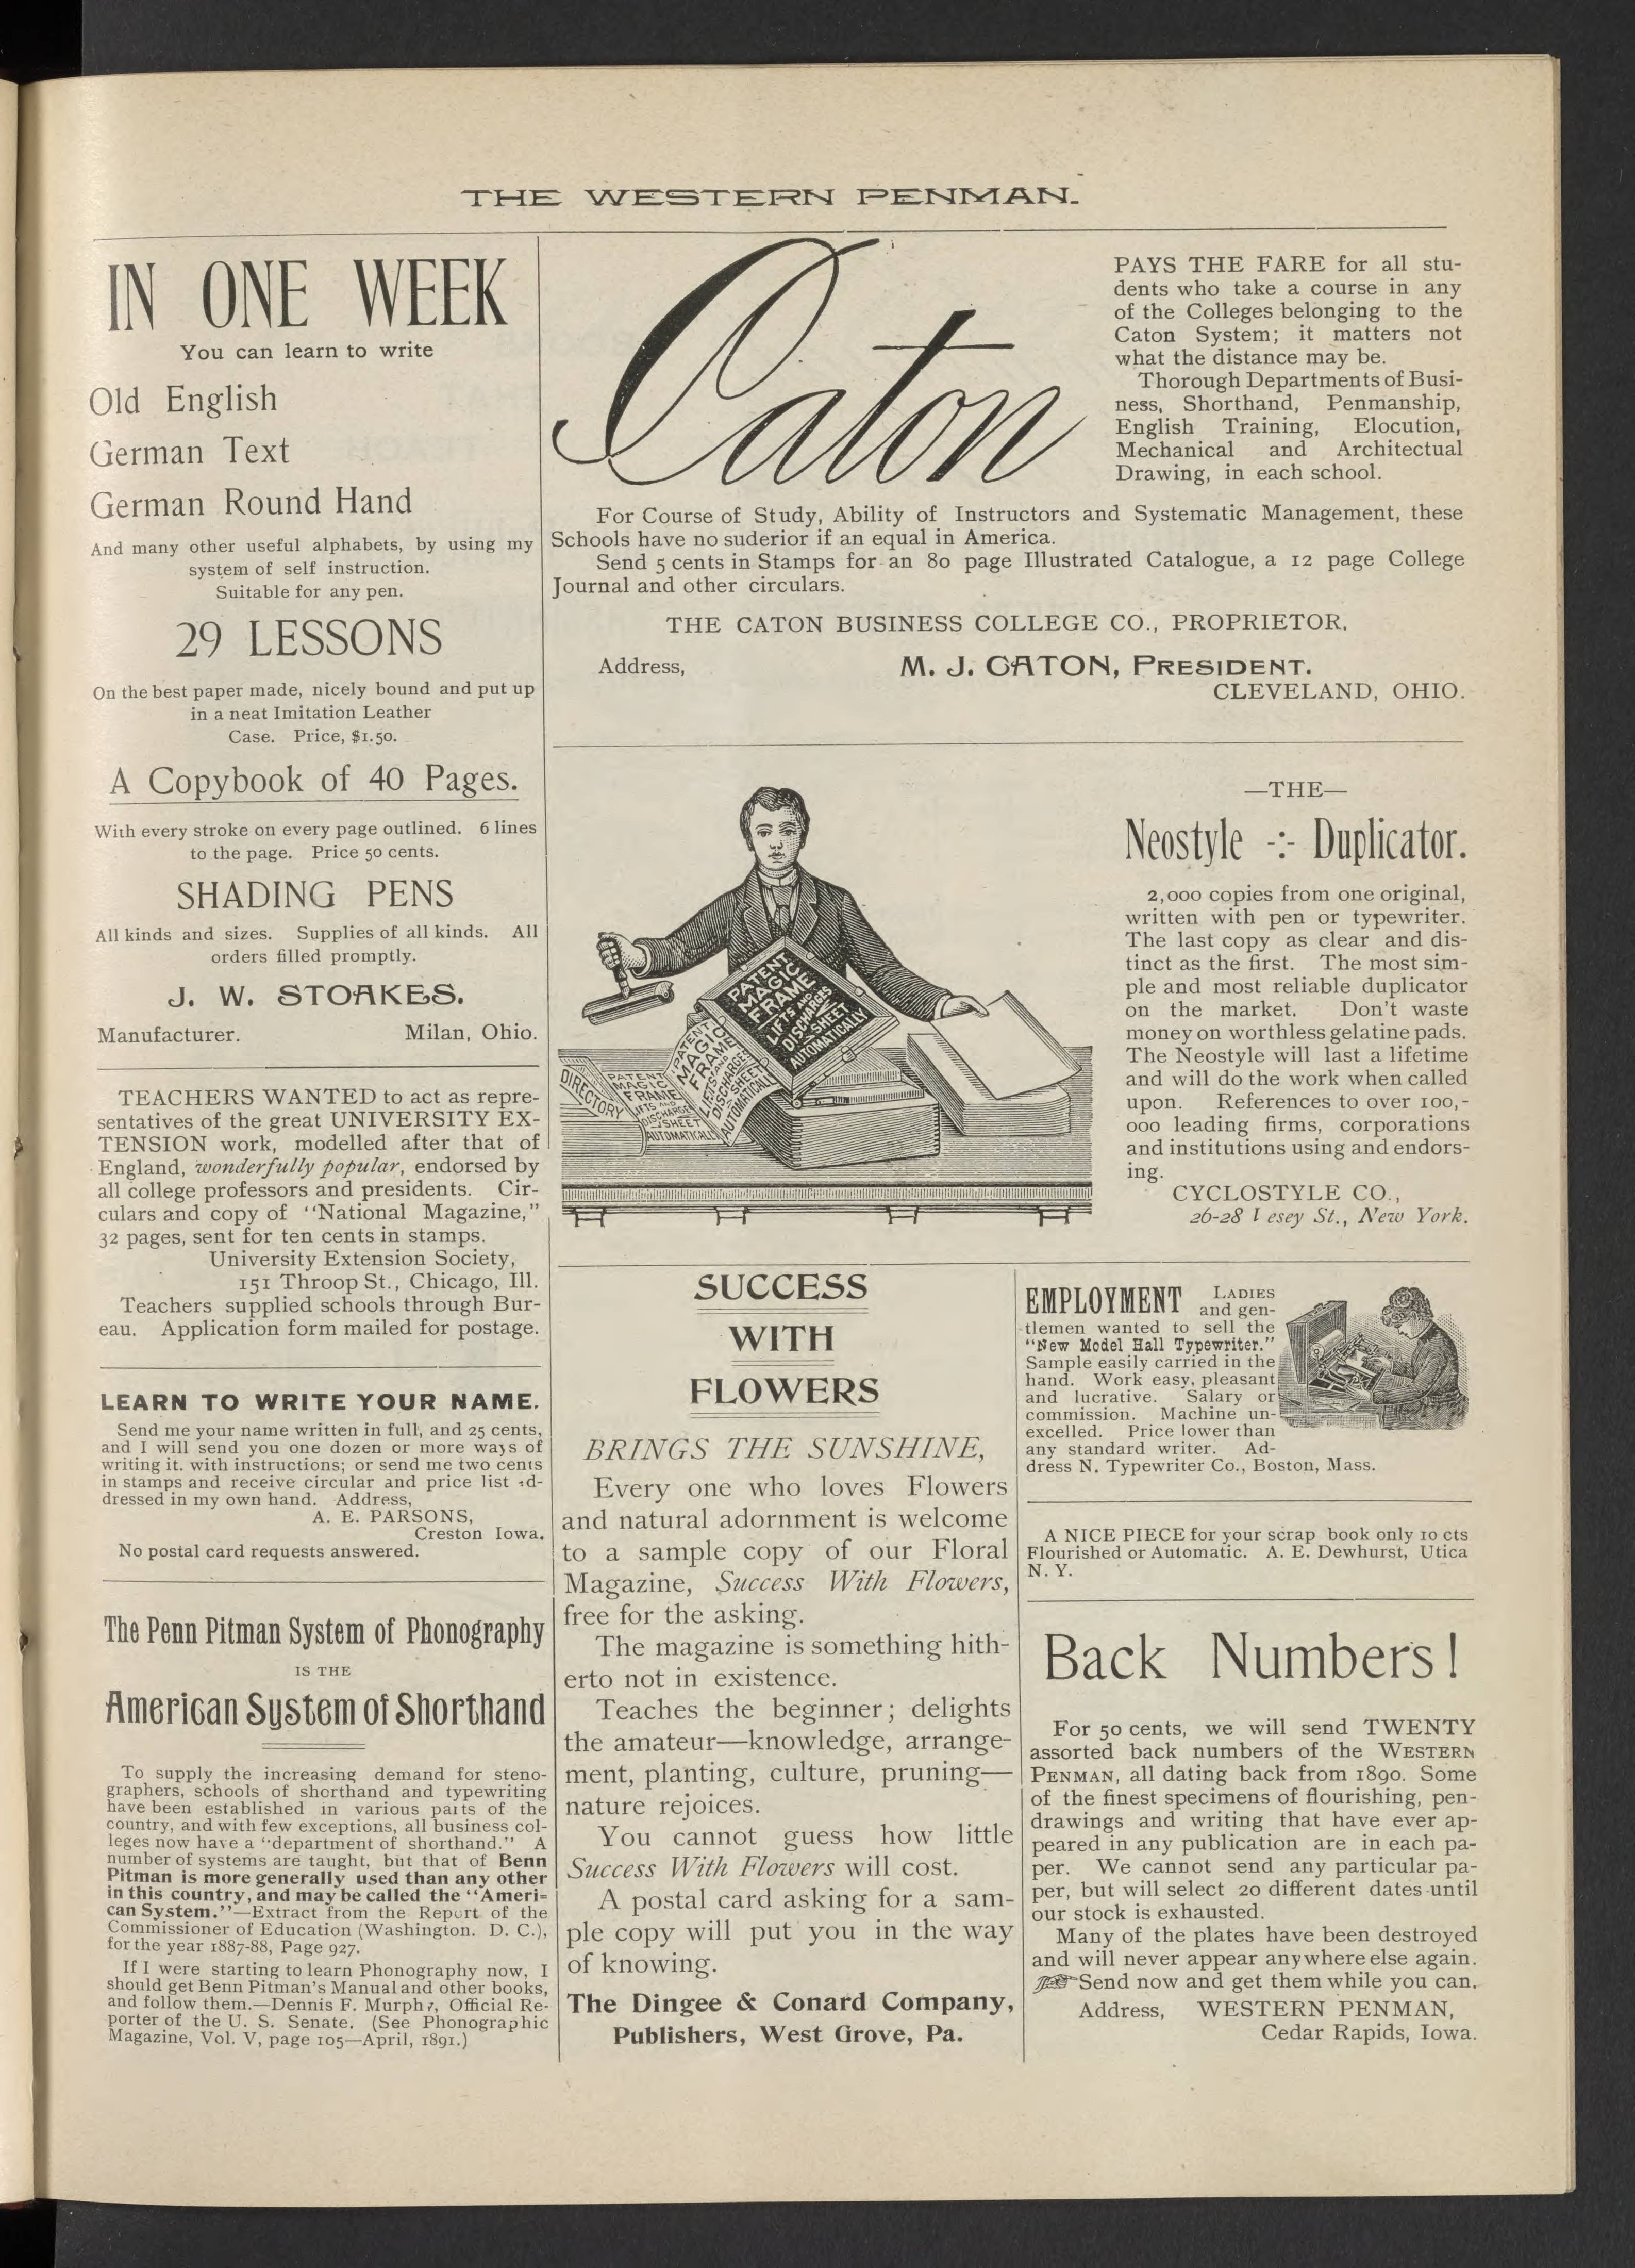 THE WESTERN PENMAN.
IN ONE WEEK
You can learn to write
Old English
German Text
German Round Hand
And many other useful alphabets, by using my
system of self instruction.
Suitable for any pen.
29 LESSONS
On the best paper made, nicely bound and put up
in a neat Imitation Leather
Case. Price, $1.50.
A Copybook of 40 Pages.
With every stroke on every page outlined. 6 lines
to the page. Price 50 cents.
SHADING PENS
All kinds and sizes. Supplies of all kinds. All
orders filled promptly.
J. W. STOAKES.
Manufacturer. Milan, Ohio.
TEACHERS WANTED to act as repre-
sentatives of the great UNIVERSITY EX-
TENSION work, modelled after that of
England, wonderfully popular, endorsed by
all college professors and presidents. Cir-
culars and copy of "National Magazine,"
32 pages, sent for ten cents in stamps.
University Extension Society,
151 Throop St., Chicago, Ill.
Teachers supplied schools through Bur-
eau. Application form mailed for postage.
LEARN TO WRITE YOUR NAME.
Send me your name written in full, and 25 cents,
and I will send you one dozen or more ways of
writing it. with instructions; or send me two cents
in stamps and receive circular and price list ad-
dressed in my own hand. Address,
A. E. PARSONS,
Creston Iowa.
No postal card requests answered.
The Penn Pitman System of Phonography
IS THE
American System of Shorthand
To supply the increasing demand for steno-
graphers, schools of shorthand and typewriting
have been established in various parts of the
country, and with few exceptions, all business col-
leges now have a "department of shorthand." A
number of systems are taught, but that of Benn
Pitman is more generally used than any other
in this country, and may be called the "Ameri-
can System."—Extract from the Report of the
Commissioner of Education (Washington. D. C.),
for the year 1887-88, Page 927.
If I were starting to learn Phonography now, I
should get Benn Pitman's Manual and other books,
and follow them.—Dennis F. Murphy, Official Re-
porter of the U. S. Senate. (See Phonographic
Magazine, Vol. V, page 105—April, 1891.)
Caton
PAYS THE FARE for all stu-
dents who take a course in any
of the Colleges belonging to the
Caton System; it matters not
what the distance may be.
Thorough Departments of Busi-
ness, Shorthand, Penmanship,
English Training, Elocution,
Mechanical and Architectual
Drawing, in each school.
For Course of Study, Ability of Instructors and Systematic Management, these
Schools have no suderior if an equal in America.
Send 5 cents in Stamps for an 80 page Illustrated Catalogue, a 12 page College
Journal and other circulars.
THE CATON BUSINESS COLLEGE CO., PROPRIETOR.
Address, M. J. CATON, PRESIDENT.
CLEVELAND, OHIO.
PATENT
MAGIC
FRAME
LIFTS AND
DISCHARGES
SHEET
AUTOMATICALLY
PATENT
MAGIC
FRAME
LIFTS AND
DISCHARGES
SHEET
AUTOMATICALLY
PATENT
MAGIC
FRAME
LIFTS AND
DISCHARGES
SHEET
AUTOMATICALLY
DIRECTORY
—THE—
Neostyle -:- Duplicator.
2,000 copies from one original,
written with pen or typewriter.
The last copy as clear and dis-
tinct as the first. The most sim-
ple and most reliable duplicator
on the market. Don't waste
money on worthless gelatine pads.
The Neostyle will last a lifetime
and will do the work when called
upon. References to over 100,-
000 leading firms, corporations
and institutions using and endors-
ing.
CYCLOSTYLE CO.,
26-28 esey St., New York.
SUCCESS
WITH
FLOWERS
BRINGS THE SUNSHINE,
Every one who loves Flowers
and natural adornment is welcome
to a sample copy of our Floral
Magazine, Success With Flowers,
free for the asking.
The magazine is something hith-
erto not in existence.
Teaches the beginner; delights
the amateur—knowledge, arrange-
ment, planting, culture, pruning—
nature rejoices.
You cannot guess how little
Success With Flowers will cost.
A postal card asking for a sam-
ple copy will put you in the way
of knowing.
The Dingee & Conard Company,
Publishers, West Grove, Pa.
EMPLOYMENT LADIES
and gen-
tlemen wanted to sell the
"New Model Hall Typewriter."
Sample easily carried in the
hand. Work easy, pleasant
and lucrative. Salary or
commission. Machine un-
excelled. Price lower than
any standard writer. Ad-
dress N. Typewriter Co., Boston, Mass.
A NICE PIECE for your scrap book only 10 cts
Flourished or Automatic. A. E. Dewhurst, Utica
N. Y.
Back Numbers!
For 50 cents, we will send TWENTY
assorted back numbers of the WESTERN
PENMAN, all dating back from 1890. Some
of the finest specimens of flourishing, pen-
drawings and writing that have ever ap-
peared in any publication are in each pa-
per. We cannot send any particular pa-
per, but will select 20 different dates until
our stock is exhausted.
Many of the plates have been destroyed
and will never appear anywhere else again.
Send now and get them while you can.
Address, WESTERN PENMAN,
Cedar Rapids, Iowa.